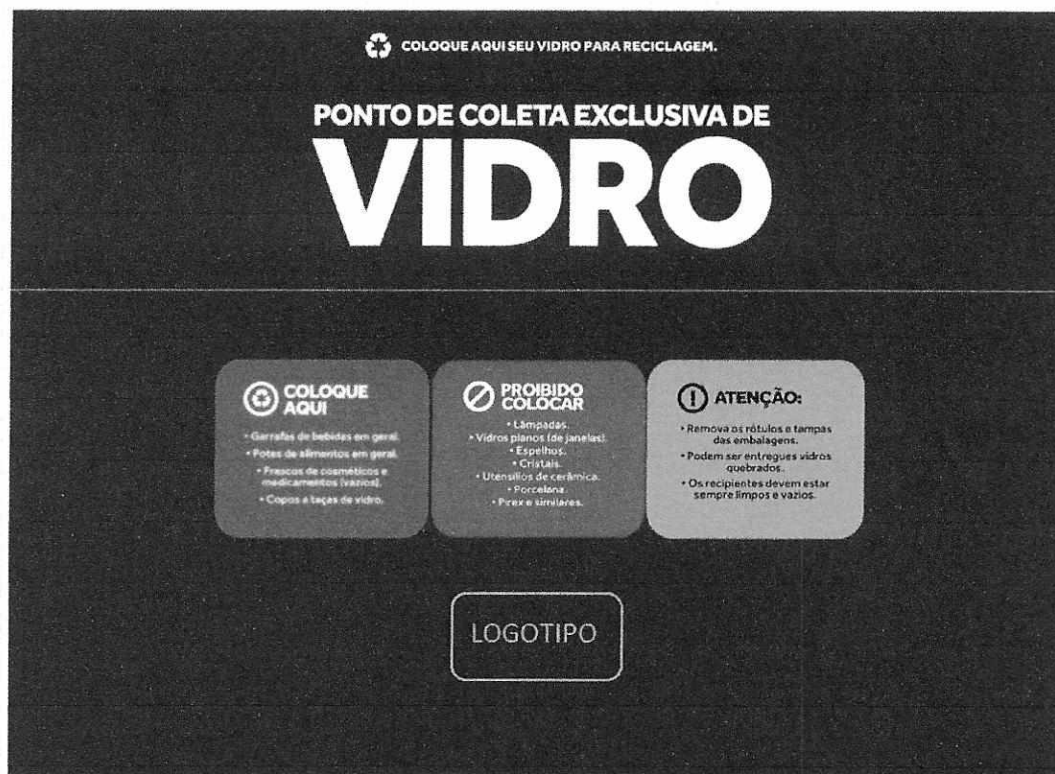 COLOQUE AQUI SEU VIDRO PARA RECICLAGEM.
PONTO DE COLETA EXCLUSIVA DE
VIDRO
COLOQUE
AQUI
• Garrafas de bebidas em geral.
• Potes de alimentos em geral.
• Frascos de cosméticos e
medicamentos (vazios).
• Copos e taças de vidro.
PROIBIDO
COLOCAR
• Lâmpadas.
• Vidros planos (de janelas).
• Espelhos.
• Cristais.
• Utensílios de cerâmica.
• Porcelana.
• Pirex e similares.
ATENÇÃO:
• Remova os rótulos e tampas
das embalagens.
• Podem ser entregues vidros
quebrados.
• Os recipientes devem estar
sempre limpos e vazios.
LOGOTIPO